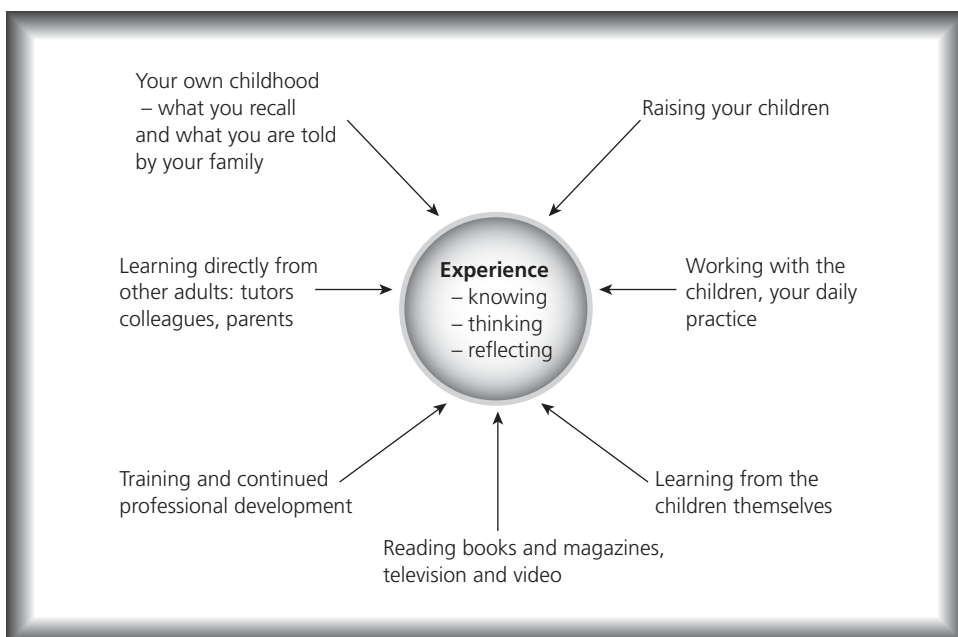 Your own childhood
– what you recall
and what you are told
by your family
Raising your children
Learning directly from
other adults: tutors
colleagues, parents
Experience
– knowing
– thinking
– reflecting
Working with the
children, your daily
practice
Training and continued
professional development
Learning from the
children themselves
Reading books and magazines,
television and video